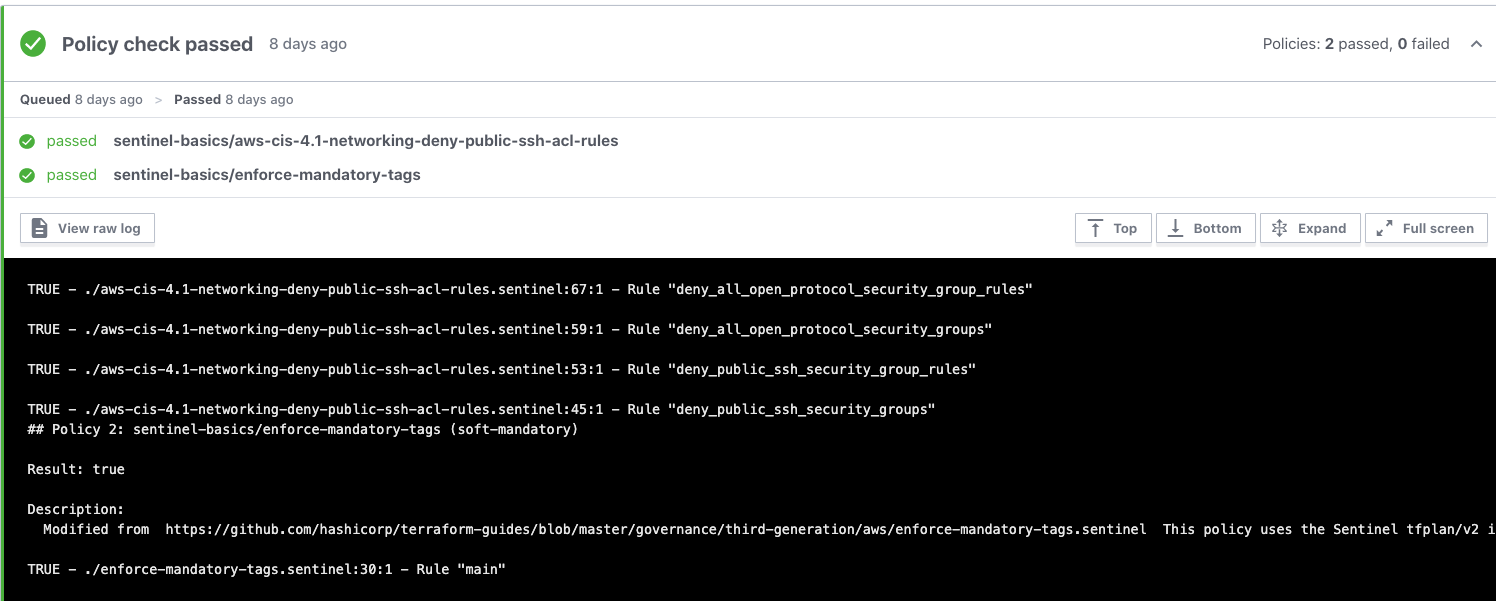 Policy check passed 8 days ago Policies: 2 passed, 0 failed
Queued 8 days ago > Passed 8 days ago
passed sentinel-basics/aws-cis-4.1-networking-deny-public-ssh-acl-rules
passed sentinel-basics/enforce-mandatory-tags
View raw log Top Bottom Expand Full screen
TRUE - ./aws-cis-4.1-networking-deny-public-ssh-acl-rules.sentinel:67:1 - Rule "deny_all_open_protocol_security_group_rules"
TRUE - ./aws-cis-4.1-networking-deny-public-ssh-acl-rules.sentinel:59:1 - Rule "deny_all_open_protocol_security_groups"
TRUE - ./aws-cis-4.1-networking-deny-public-ssh-acl-rules.sentinel:53:1 - Rule "deny_public_ssh_security_group_rules"
TRUE - ./aws-cis-4.1-networking-deny-public-ssh-acl-rules.sentinel:45:1 - Rule "deny_public_ssh_security_groups"
## Policy 2: sentinel-basics/enforce-mandatory-tags (soft-mandatory)
Result: true
Description:
Modified from https://github.com/hashicorp/terraform-guides/blob/master/governance/third-generation/aws/enforce-mandatory-tags.sentinel This policy uses the Sentinel tfplan/v2 i
TRUE - ./enforce-mandatory-tags.sentinel:30:1 - Rule "main"